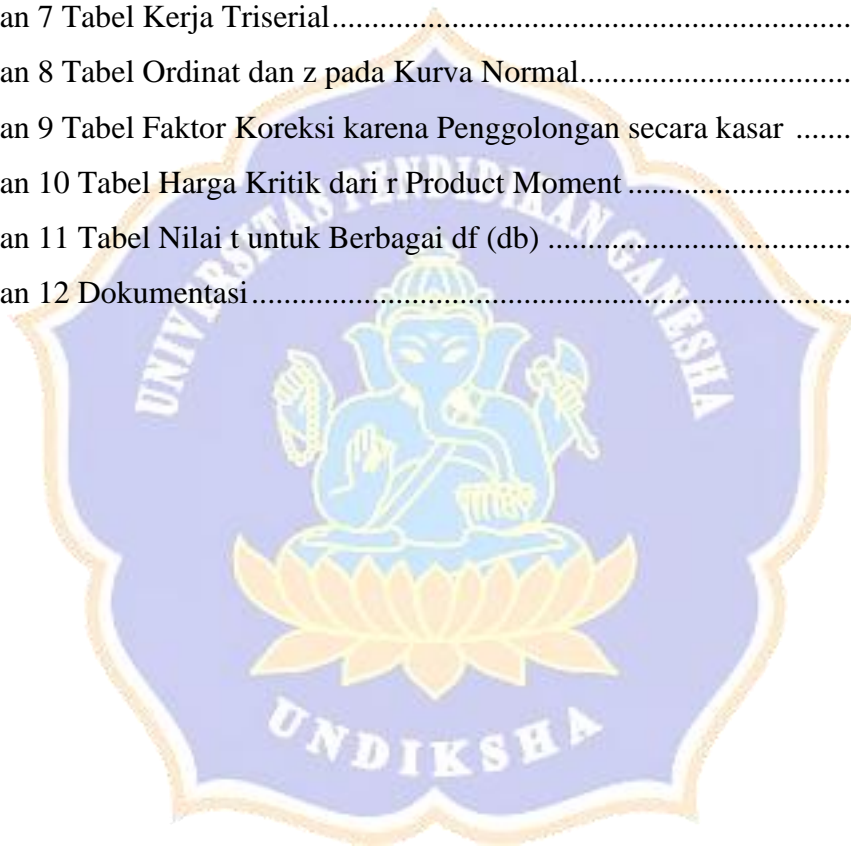 an 7 Tabel Kerja Triserial................................................................
an 8 Tabel Ordinat dan z pada Kurva Normal.................................
an 9 Tabel Faktor Koreksi karena Penggolongan secara kasar .......
an 10 Tabel Harga Kritik dari r Product Moment ...........................
an 11 Tabel Nilai t untuk Berbagai df (db) .....................................
an 12 Dokumentasi..........................................................................
UNIVERSITAS PENDIDIKAN GANESHA
UNDIKSHA